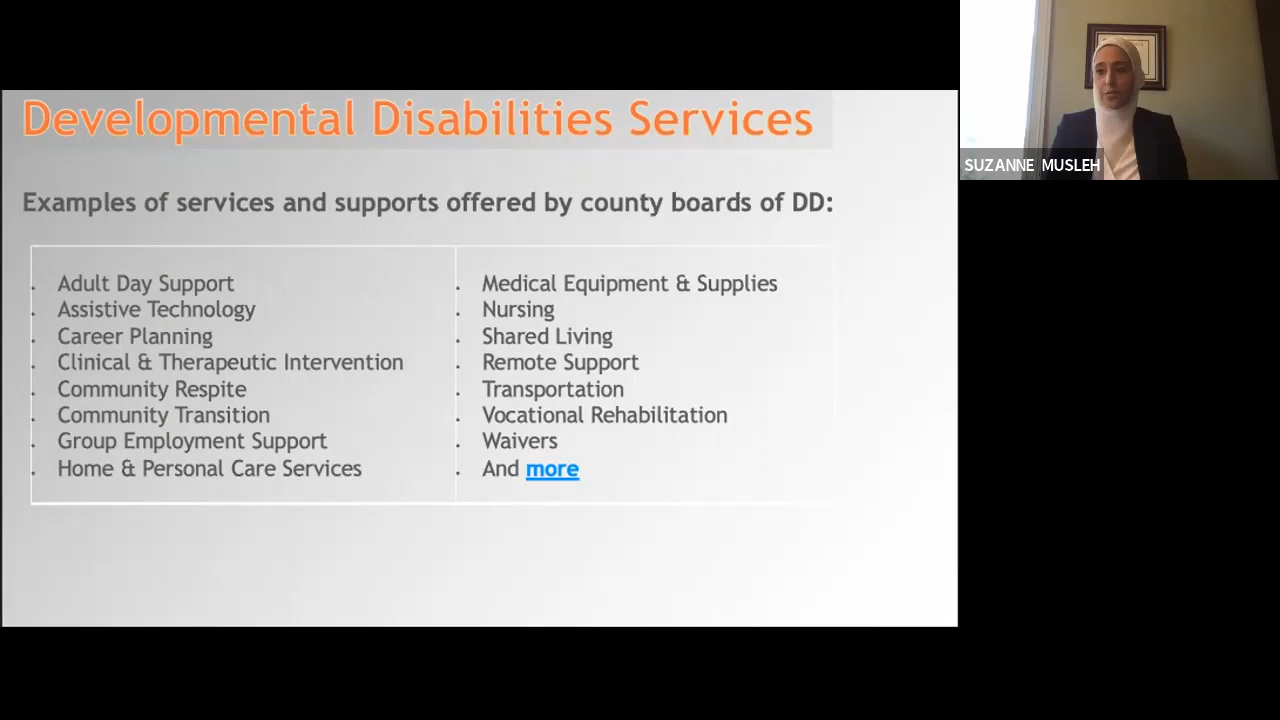 Developmental Disabilities Services
Examples of services and supports offered by county boards of DD:
Adult Day Support
Assistive Technology
Career Planning
Clinical & Therapeutic Intervention
Community Respite
Community Transition
Group Employment Support
Home & Personal Care Services
Medical Equipment & Supplies
Nursing
Shared Living
Remote Support
Transportation
Vocational Rehabilitation
Waivers
And more
SUZANNE MUSLEH